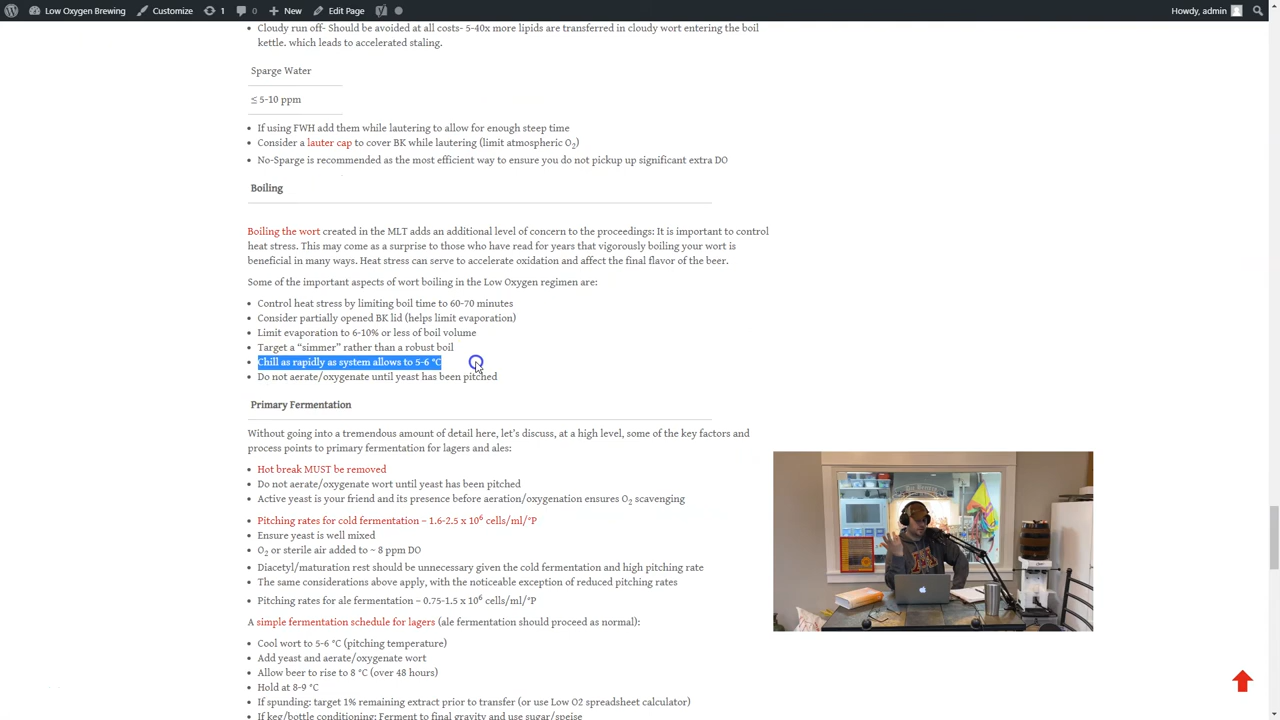 Low Oxygen Brewing
Customize
1
0
New
Edit Page
Howdy, admin
Cloudy run off- Should be avoided at all costs- 5-40x more lipids are transferred in cloudy wort entering the boil
kettle. which leads to accelerated staling.
Sparge Water
≤ 5-10 ppm
If using FWH add them while lautering to allow for enough steep time
Consider a lauter cap to cover BK while lautering (limit atmospheric O2)
No-Sparge is recommended as the most efficient way to ensure you do not pickup up significant extra DO
Boiling
Boiling the wort created in the MLT adds an additional level of concern to the proceedings: It is important to control
heat stress. This may come as a surprise to those who have read for years that vigorously boiling your wort is
beneficial in many ways. Heat stress can serve to accelerate oxidation and affect the final flavor of the beer.
Some of the important aspects of wort boiling in the Low Oxygen regimen are:
Control heat stress by limiting boil time to 60-70 minutes
Consider partially opened BK lid (helps limit evaporation)
Limit evaporation to 6-10% or less of boil volume
Target a “simmer” rather than a robust boil
Chill as rapidly as system allows to 5-6 °C
Do not aerate/oxygenate until yeast has been pitched
Primary Fermentation
Without going into a tremendous amount of detail here, let’s discuss, at a high level, some of the key factors and
process points to primary fermentation for lagers and ales:
Hot break MUST be removed
Do not aerate/oxygenate wort until yeast has been pitched
Active yeast is your friend and its presence before aeration/oxygenation ensures O2 scavenging
Pitching rates for cold fermentation – 1.6-2.5 x 10⁶ cells/ml/°P
Ensure yeast is well mixed
O2 or sterile air added to ~ 8 ppm DO
Diacetyl/maturation rest should be unnecessary given the cold fermentation and high pitching rate
The same considerations above apply, with the noticeable exception of reduced pitching rates
Pitching rates for ale fermentation – 0.75-1.5 x 10⁶ cells/ml/°P
A simple fermentation schedule for lagers (ale fermentation should proceed as normal):
Cool wort to 5-6 °C (pitching temperature)
Add yeast and aerate/oxygenate wort
Allow beer to rise to 8 °C (over 48 hours)
Hold at 8-9 °C
If spunding: target 1% remaining extract prior to transfer (or use Low O2 spreadsheet calculator)
If keg/bottle conditioning: Ferment to final gravity and use sugar/speise